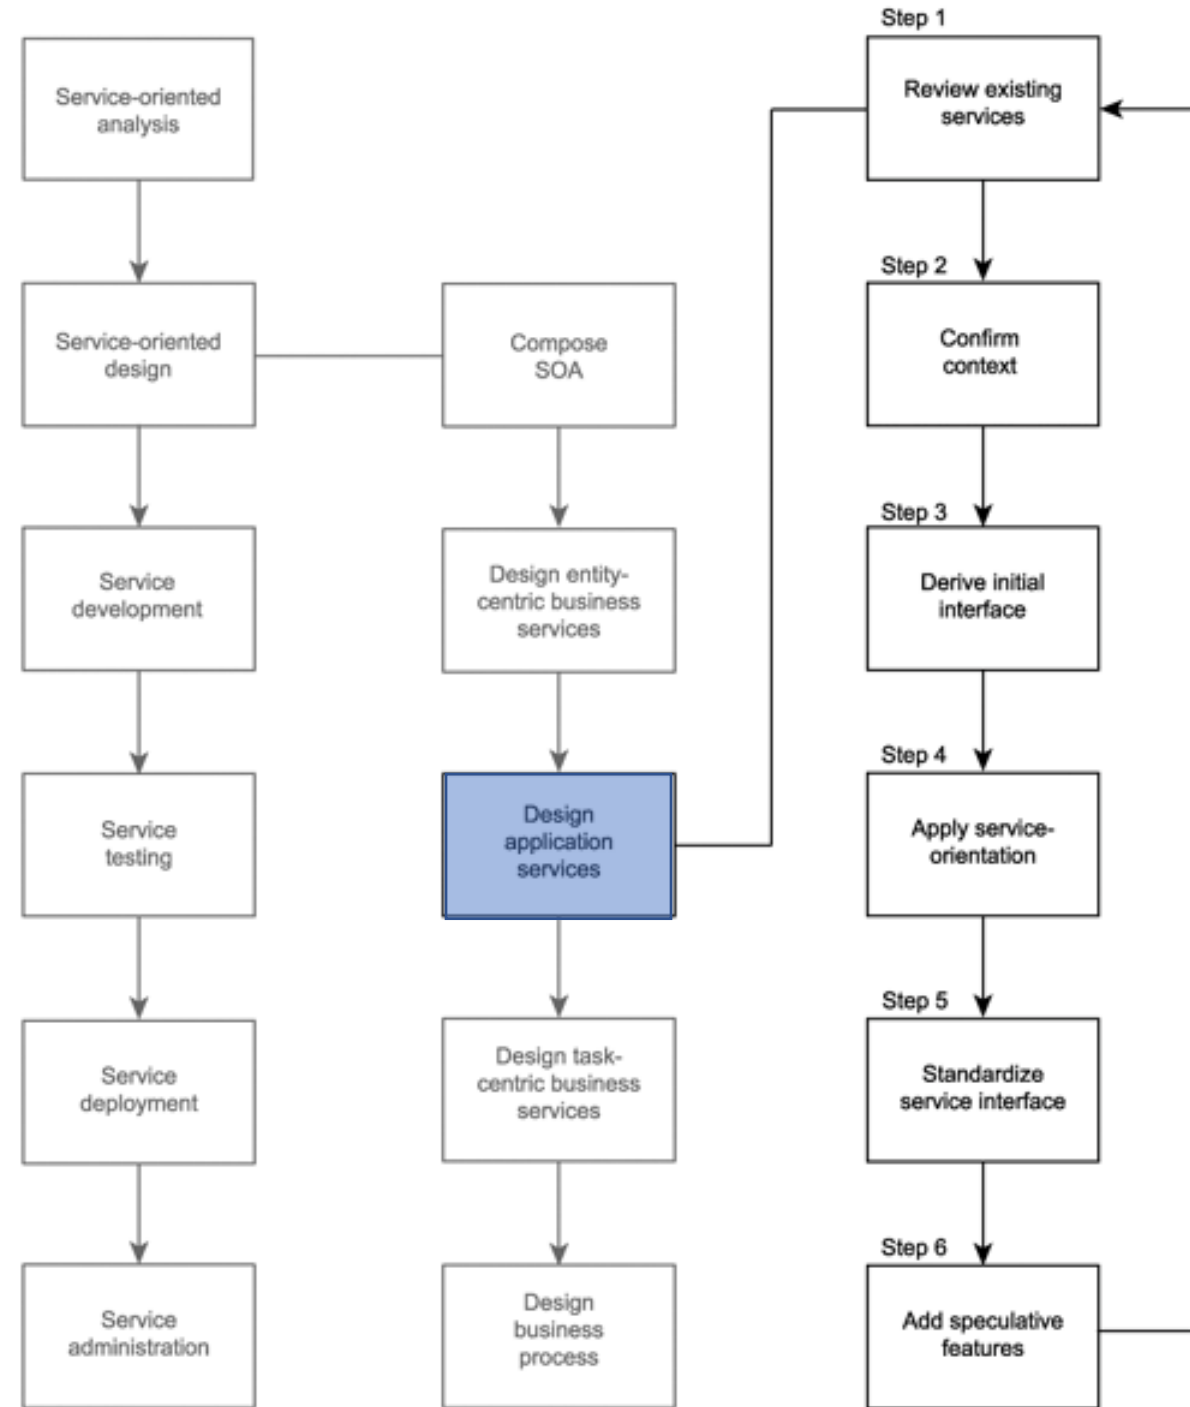 Service-oriented
analysis
Service-oriented
design
Service
development
Service
testing
Service
deployment
Service
administration
Compose
SOA
Design entity-
centric business
services
Design
application
services
Design task-
centric business
services
Design
business
process
Step 1
Review existing
services
Step 2
Confirm
context
Step 3
Derive initial
interface
Step 4
Apply service-
orientation
Step 5
Standardize
service interface
Step 6
Add speculative
features